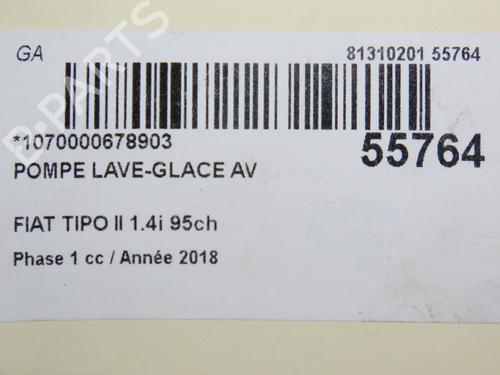 GA
81310201 55764
*1070000678903
55764
POMPE LAVE-GLACE AV
FIAT TIPO II 1.4i 95ch
Phase 1 cc / Année 2018
B-PARTS